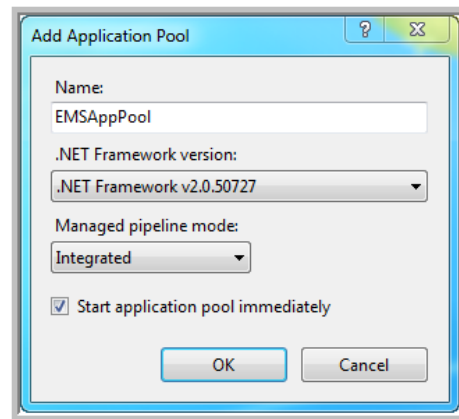 Add Application Pool
Name:
EMSAppPool
.NET Framework version:
.NET Framework v2.0.50727
Managed pipeline mode:
Integrated
Start application pool immediately
OK Cancel